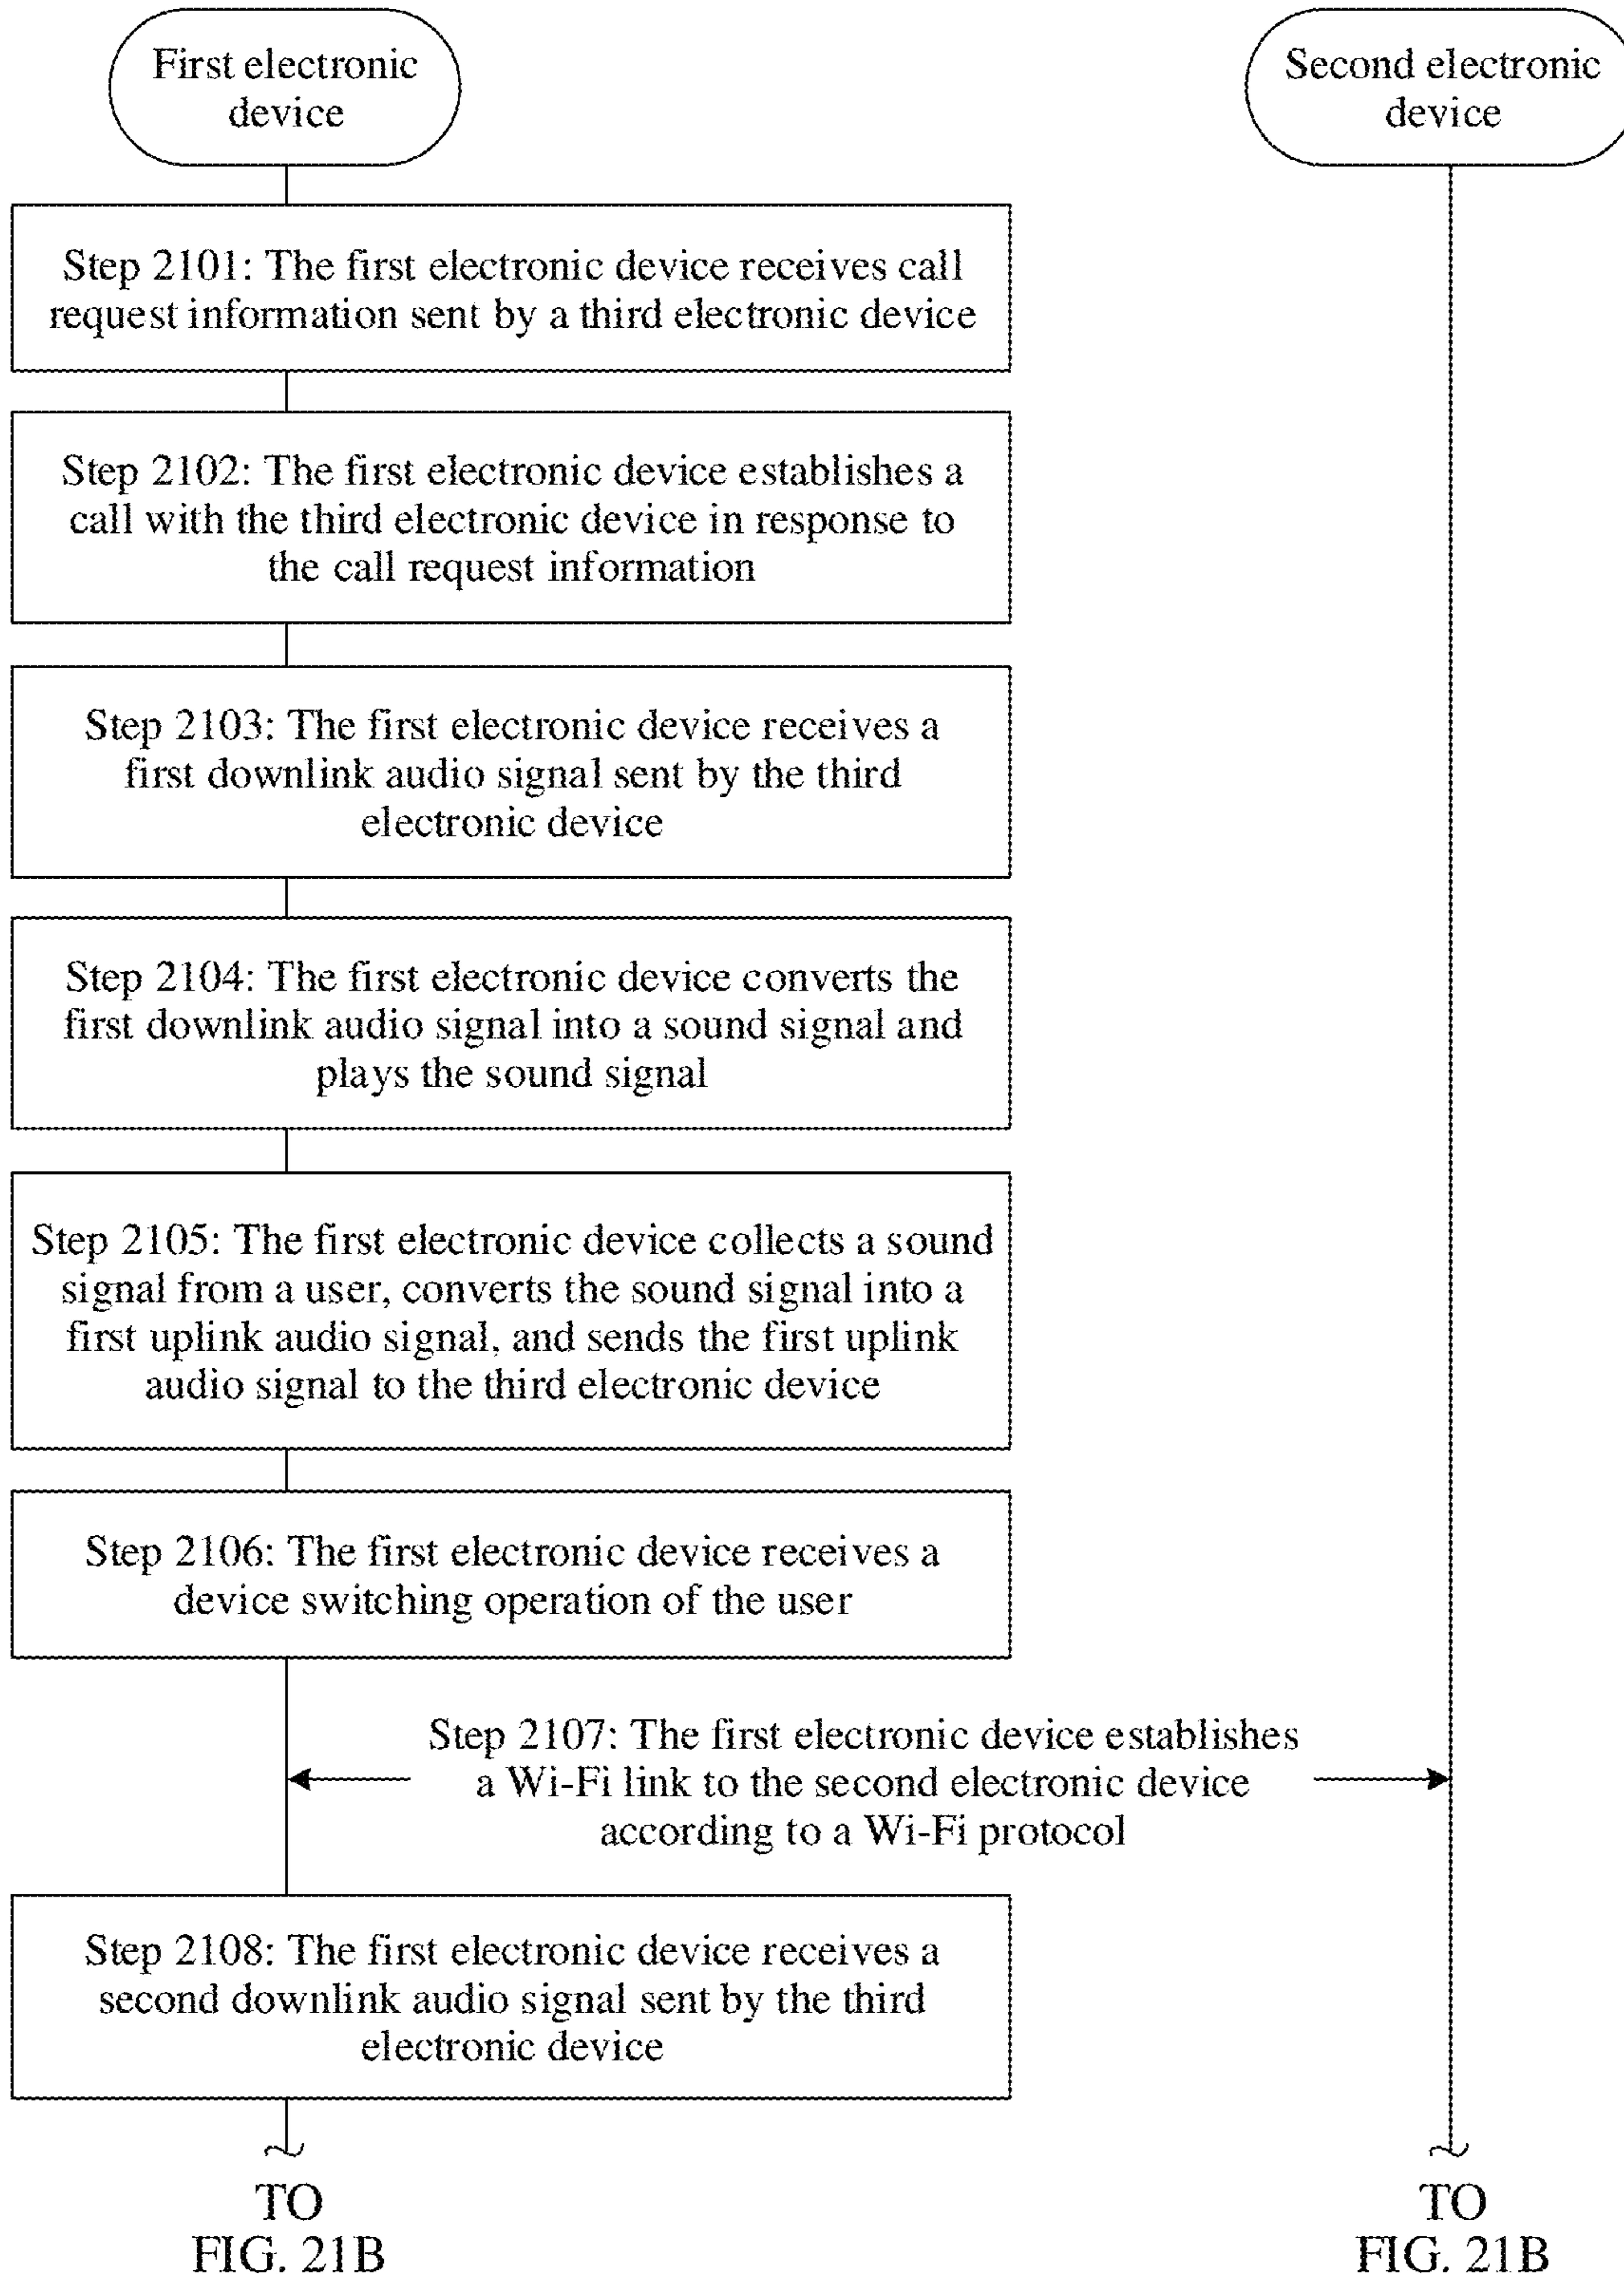 First electronic
device
Second electronic
device
Step 2101: The first electronic device receives call
request information sent by a third electronic device
Step 2102: The first electronic device establishes a
call with the third electronic device in response to
the call request information
Step 2103: The first electronic device receives a
first downlink audio signal sent by the third
electronic device
Step 2104: The first electronic device converts the
first downlink audio signal into a sound signal and
plays the sound signal
Step 2105: The first electronic device collects a sound
signal from a user, converts the sound signal into a
first uplink audio signal, and sends the first uplink
audio signal to the third electronic device
Step 2106: The first electronic device receives a
device switching operation of the user
Step 2107: The first electronic device establishes
a Wi-Fi link to the second electronic device
according to a Wi-Fi protocol
Step 2108: The first electronic device receives a
second downlink audio signal sent by the third
electronic device
TO
FIG. 21B
TO
FIG. 21B